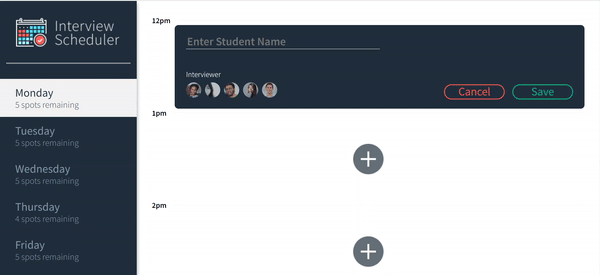 Interview
Scheduler
Monday
5 spots remaining
Tuesday
5 spots remaining
Wednesday
5 spots remaining
Thursday
4 spots remaining
Friday
5 spots remaining
12pm
Enter Student Name
Interviewer
Cancel
Save
1pm
2pm